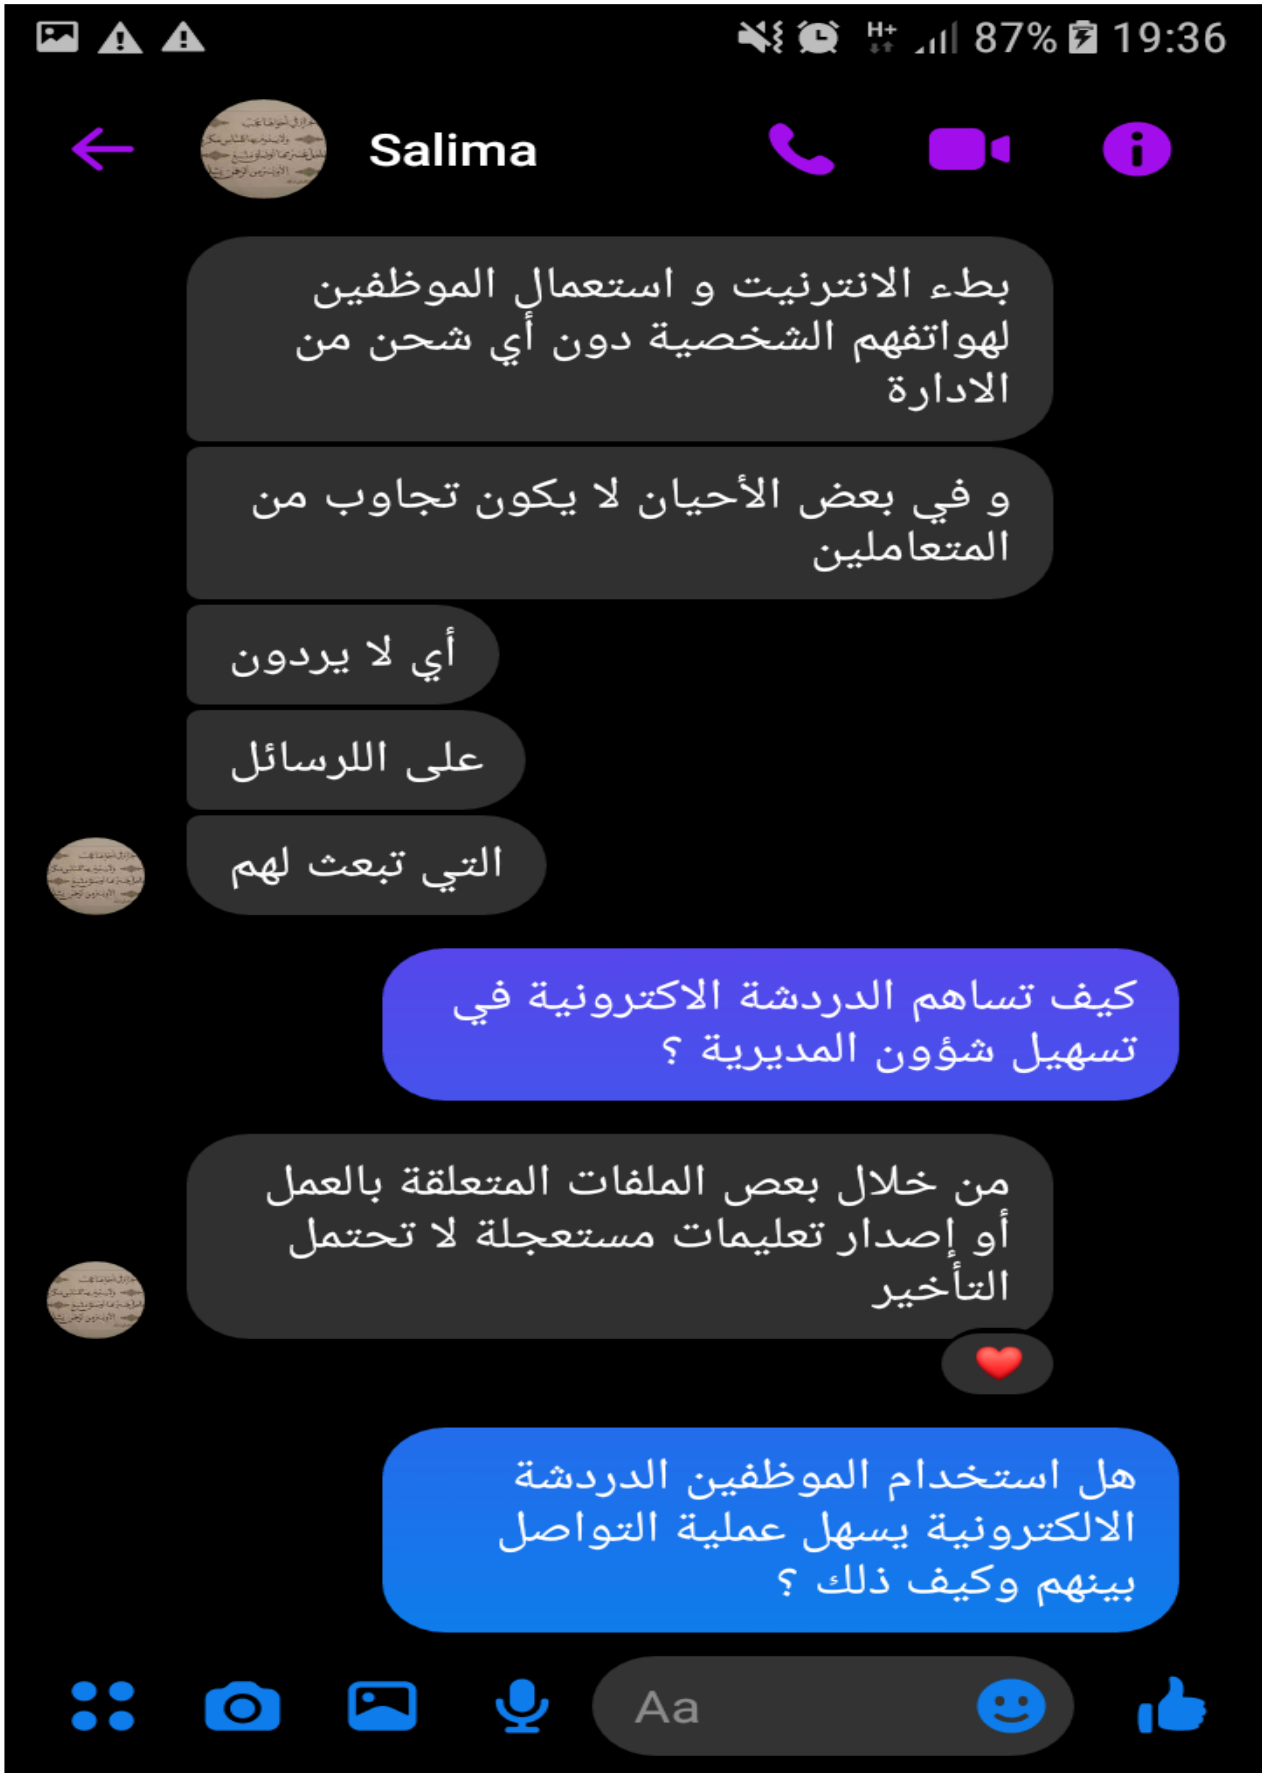 H+ 87% 19:36
Salima
بطء الانترنيت و استعمال الموظفين
لهواتفهم الشخصية دون أي شحن من
الادارة
و في بعض الأحيان لا يكون تجاوب من
المتعاملين
أي لا يردون
على اللرسائل
التي تبعث لهم
كيف تساهم الدردشة الاكترونية في
تسهيل شؤون المديرية ؟
من خلال بعص الملفات المتعلقة بالعمل
أو إصدار تعليمات مستعجلة لا تحتمل
التأخير
هل استخدام الموظفين الدردشة
الالكترونية يسهل عملية التواصل
بينهم وكيف ذلك ؟
Aa